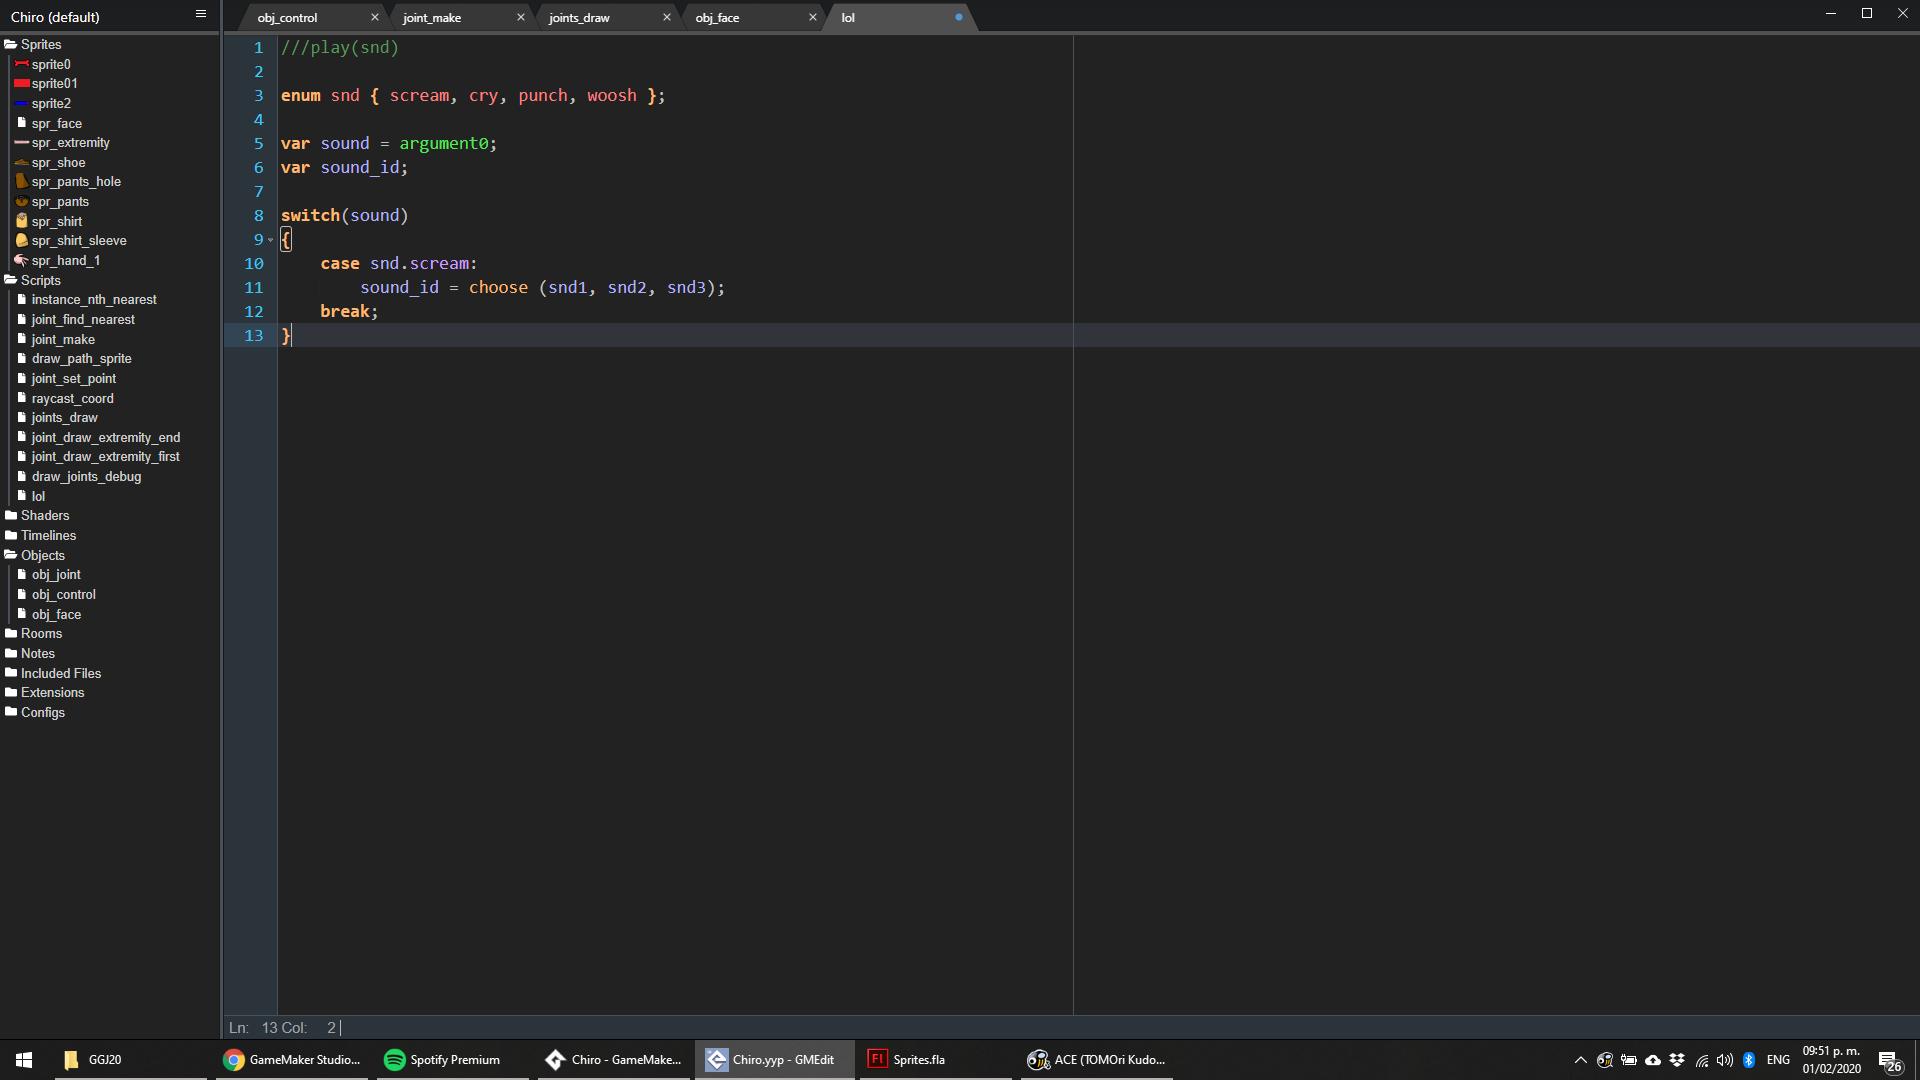 Chiro (default)
obj_control
joint_make
joints_draw
obj_face
lol
Sprites
sprite0
sprite01
sprite2
spr_face
spr_extremity
spr_shoe
spr_pants_hole
spr_pants
spr_shirt
spr_shirt_sleeve
spr_hand_1
Scripts
instance_nth_nearest
joint_find_nearest
joint_make
draw_path_sprite
joint_set_point
raycast_coord
joints_draw
joint_draw_extremity_end
joint_draw_extremity_first
draw_joints_debug
lol
Shaders
Timelines
Objects
obj_joint
obj_control
obj_face
Rooms
Notes
Included Files
Extensions
Configs
1 ///play(snd)
2
3 enum snd { scream, cry, punch, woosh };
4
5 var sound = argument0;
6 var sound_id;
7
8 switch(sound)
9 {
10 case snd.scream:
11 sound_id = choose (snd1, snd2, snd3);
12 break;
13 }
Ln: 13 Col: 2
GGJ20
GameMaker Studio...
Spotify Premium
Chiro - GameMake...
Chiro.yyp - GMEdit
Fl
Sprites.fla
ACE (TOMOri Kudo...
ENG
09:51 p. m.
01/02/2020
26